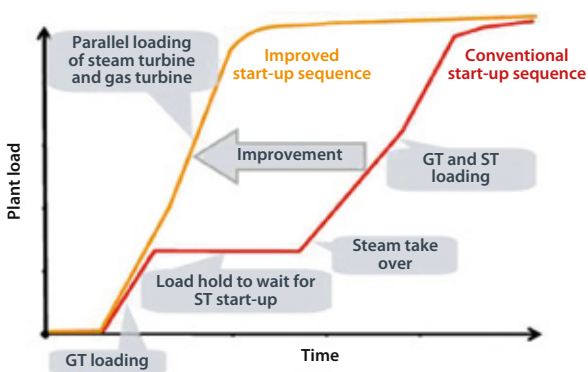 Parallel loading
of steam turbine
and gas turbine
Improved
start-up sequence
Conventional
start-up sequence
Improvement
GT and ST
loading
Plant load
Steam take
over
Load hold to wait for
ST start-up
GT loading
Time